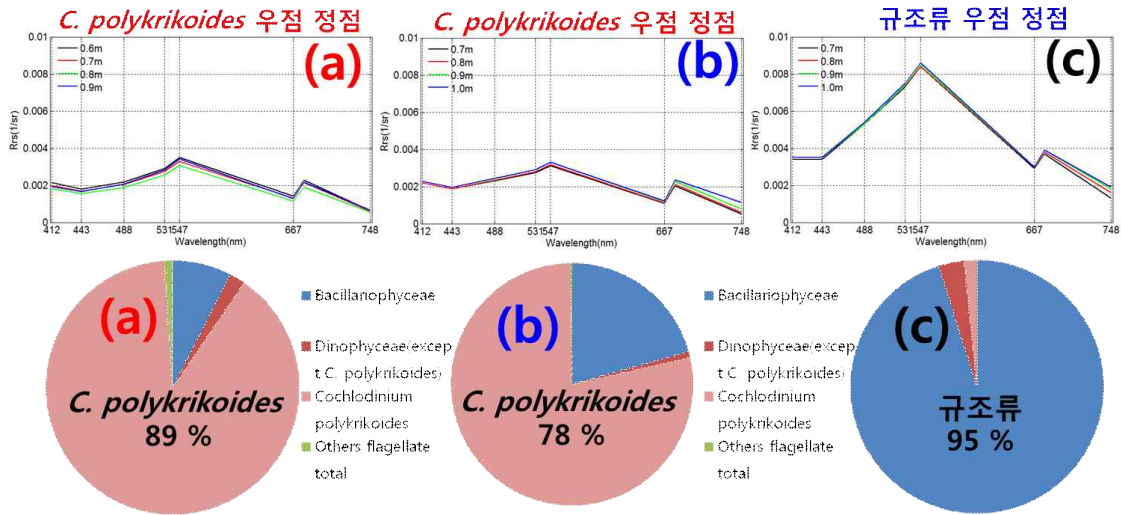 C. polykrikoides 우점 정점
C. polykrikoides 우점 정점
규조류 우점 정점
(a)
0.01
0.008
0.006
0.004
0.002
0
Rrs(1/sr)
0.6m
0.7m
0.8m
0.9m
412 443 488 531547 667 748
Wavelength(nm)
(b)
0.01
0.008
0.006
0.004
0.002
0
Rrs(1/sr)
0.7m
0.8m
0.9m
1.0m
412 443 488 531547 667 748
Wavelength(nm)
(c)
0.01
0.008
0.006
0.004
0.002
0
Rrs(1/sr)
0.7m
0.8m
0.9m
1.0m
412 443 488 531547 667 748
Wavelength(nm)
(a)
C. polykrikoides
89 %
Bacillariophyceae
Dinophyceae(excep
t C. polykrikoides)
Cochlodinium
polykrikoides
Others flagellate
total
(b)
C. polykrikoides
78 %
Bacillariophyceae
Dinophyceae(excep
t C. polykrikoides)
Cochlodinium
polykrikoides
Others flagellate
total
(c)
규조류
95 %